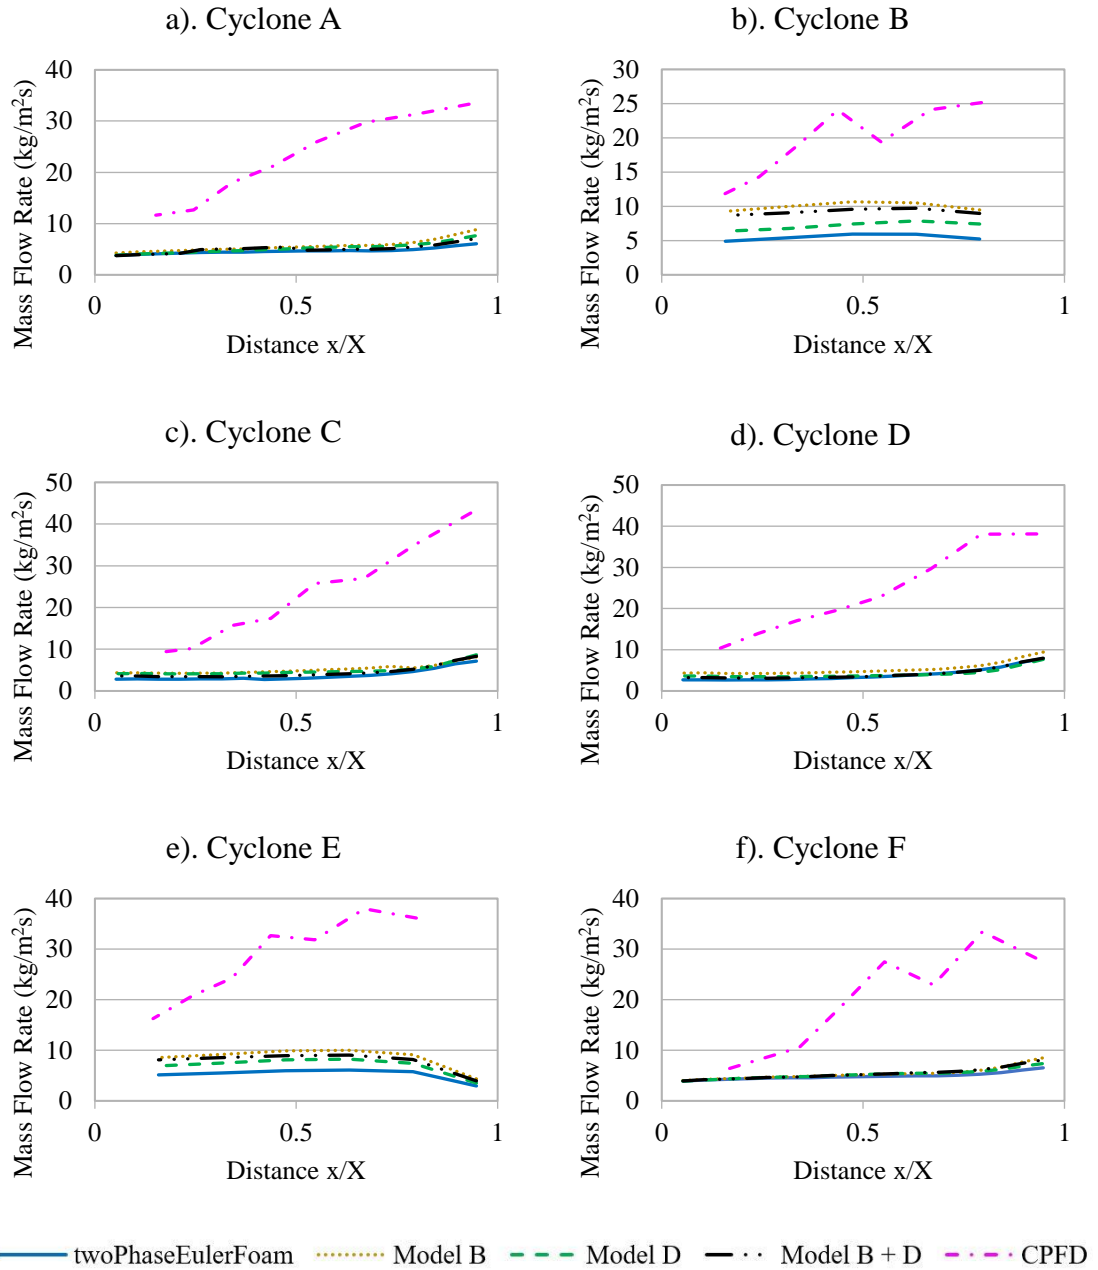 a). Cyclone A
Mass Flow Rate (kg/m²s)
40
30
20
10
0
0 0.5 1
Distance x/X
b). Cyclone B
Mass Flow Rate (kg/m²s)
30
25
20
15
10
5
0
0 0.5 1
Distance x/X
c). Cyclone C
Mass Flow Rate (kg/m²s)
50
40
30
20
10
0
0 0.5 1
Distance x/X
d). Cyclone D
Mass Flow Rate (kg/m²s)
50
40
30
20
10
0
0 0.5 1
Distance x/X
e). Cyclone E
Mass Flow Rate (kg/m²s)
40
30
20
10
0
0 0.5 1
Distance x/X
f). Cyclone F
Mass Flow Rate (kg/m²s)
40
30
20
10
0
0 0.5 1
Distance x/X
twoPhaseEulerFoam Model B Model D Model B + D CPFD